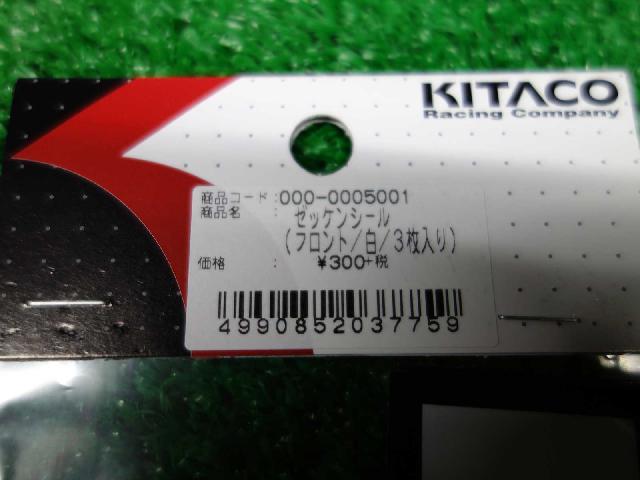 KITACO
Racing Company
商品コード:000-0005001
商品名 : ゼッケンシール
(フロント/白/3枚入り)
価格 : ¥300+税
4990852037759